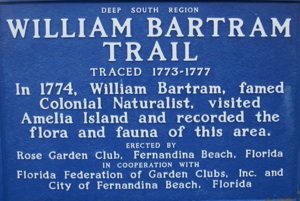 DEEP SOUTH REGION
WILLIAM BARTRAM
TRAIL
TRACED 1773-1777
In 1774, William Bartram, famed
Colonial Naturalist, visited
Amelia Island and recorded the
flora and fauna of this area.
ERECTED BY
Rose Garden Club, Fernandina Beach, Florida
IN COOPERATION WITH
Florida Federation of Garden Clubs, Inc. and
City of Fernandina Beach, Florida